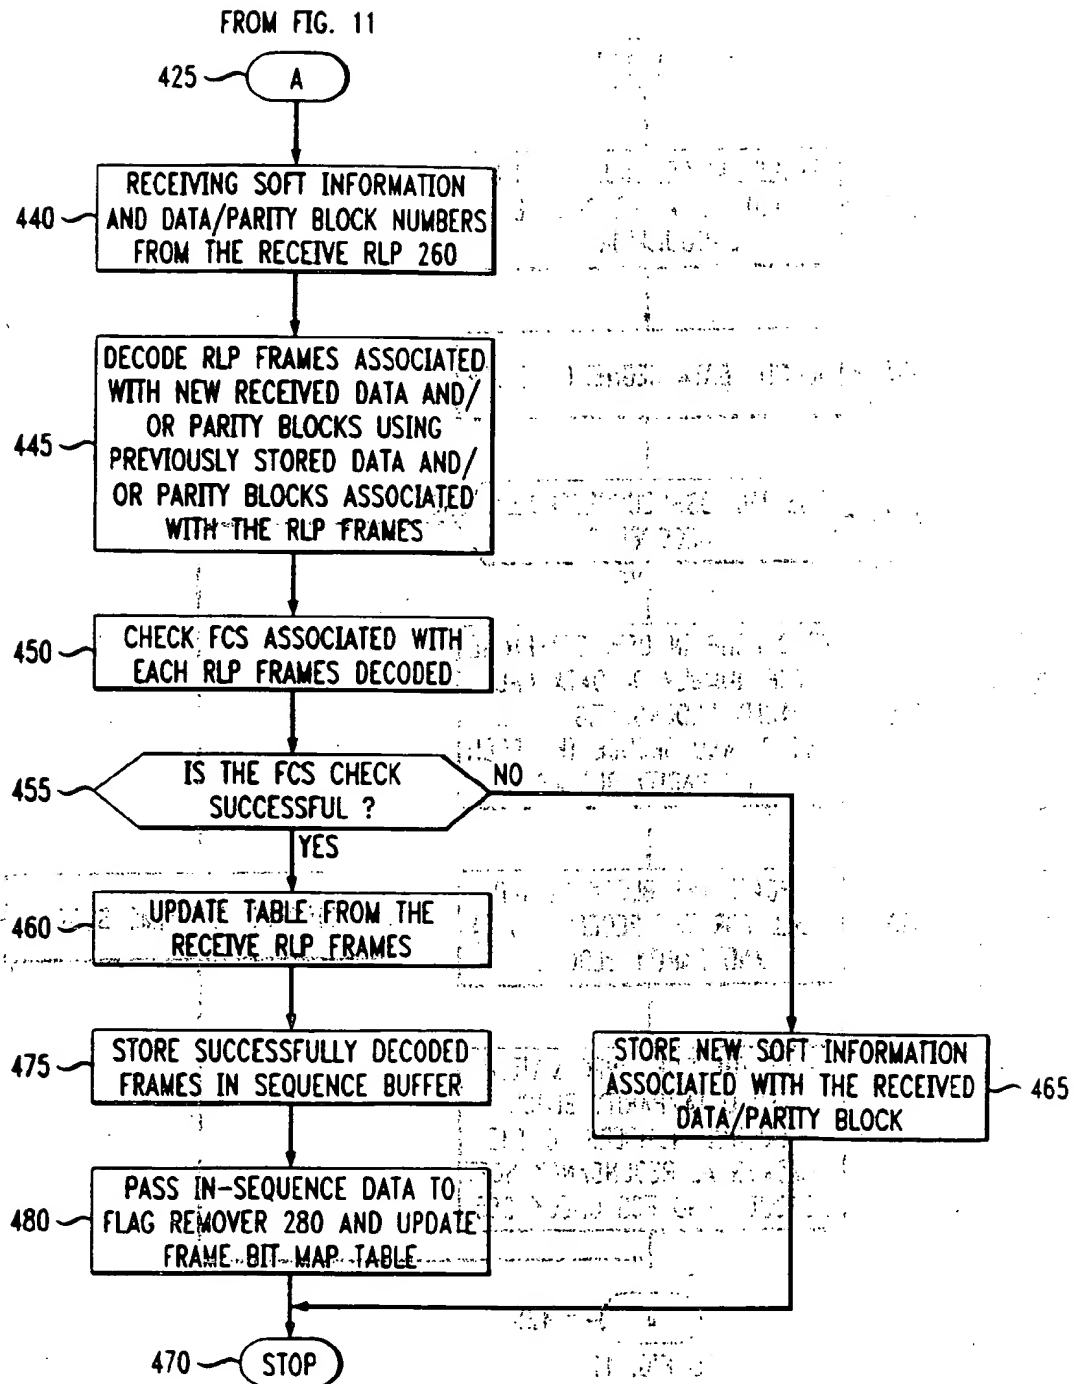 FROM FIG. 11
425
A
440
RECEIVING SOFT INFORMATION
AND DATA/PARITY BLOCK NUMBERS
FROM THE RECEIVE RLP 260
445
DECODE RLP FRAMES ASSOCIATED
WITH NEW RECEIVED DATA AND/
OR PARITY BLOCKS USING
PREVIOUSLY STORED DATA AND/
OR PARITY BLOCKS ASSOCIATED
WITH THE RLP FRAMES
450
CHECK FCS ASSOCIATED WITH
EACH RLP FRAMES DECODED
455
IS THE FCS CHECK
SUCCESSFUL ?
NO
YES
460
UPDATE TABLE FROM THE
RECEIVE RLP FRAMES
475
STORE SUCCESSFULLY DECODED
FRAMES IN SEQUENCE BUFFER
STORE NEW SOFT INFORMATION
ASSOCIATED WITH THE RECEIVED
DATA/PARITY BLOCK
465
480
PASS IN-SEQUENCE DATA TO
FLAG REMOVER 280 AND UPDATE
FRAME BIT MAP TABLE
470
STOP